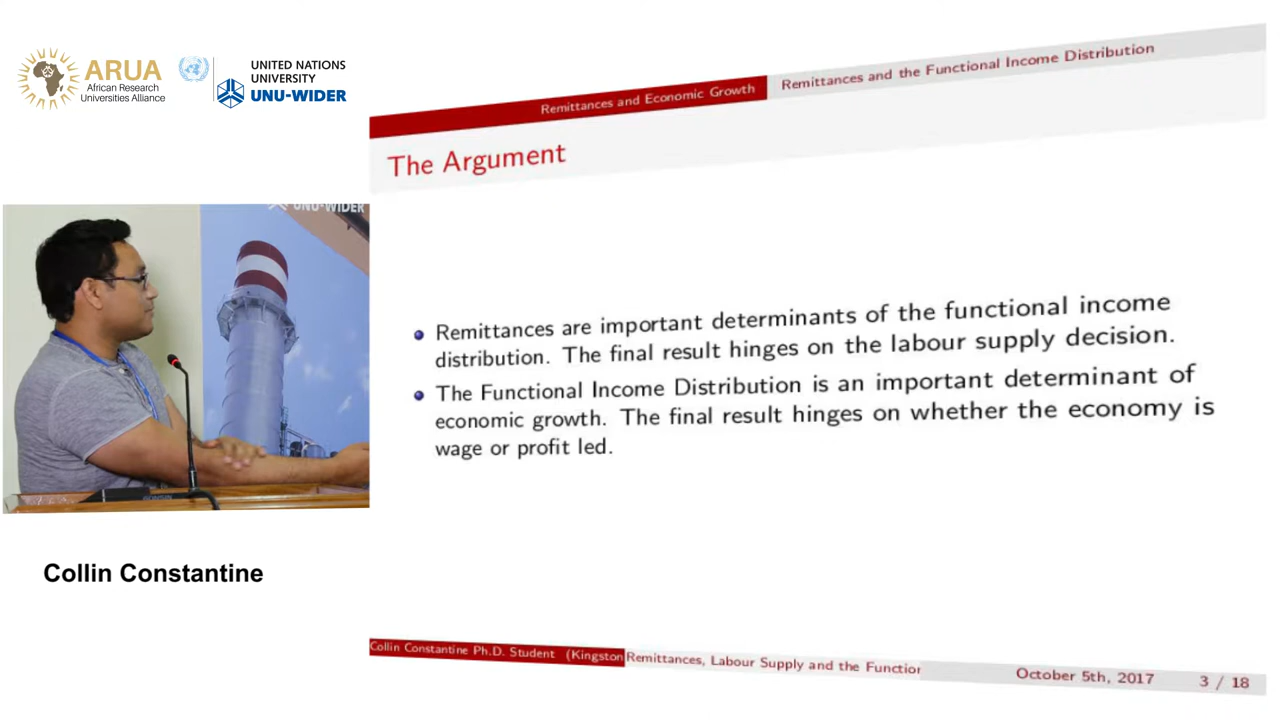 ARUA
African Research
Universities Alliance
UNITED NATIONS
UNIVERSITY
UNU-WIDER
Remittances and Economic Growth
Remittances and the Functional Income Distribution
The Argument
UNU-WIDER
Remittances are important determinants of the functional income
distribution. The final result hinges on the labour supply decision.
The Functional Income Distribution is an important determinant of
economic growth. The final result hinges on whether the economy is
wage or profit led.
Collin Constantine
Collin Constantine Ph.D. Student (Kingston
Remittances, Labour Supply and the Function
October 5th, 2017
3 / 18